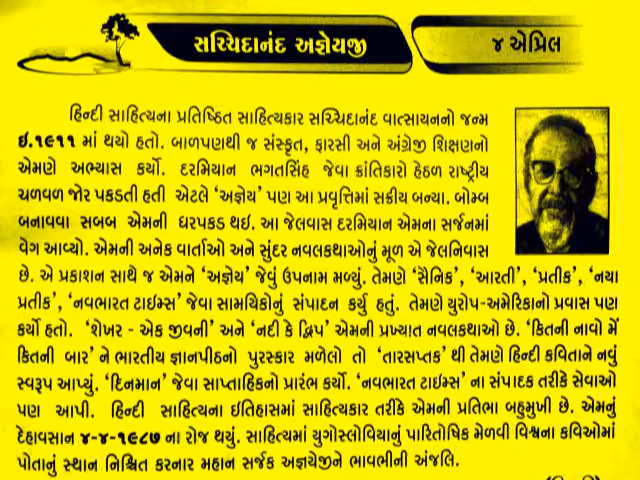 સચ્ચિદાનંદ અજ્ઞેયજી
૪ એપ્રિલ
હિન્દી સાહિત્યના પ્રતિષ્ઠિત સાહિત્યકાર સચ્ચિદાનંદ વાત્સાયનનો જન્મ
ઇ.૧૯૧૧ માં થયો હતો. બાળપણથી જ સંસ્કૃત, ફારસી અને અંગ્રેજી શિક્ષણનો
એમણે અભ્યાસ કર્યો. દરમિયાન ભગતસિંહ જેવા ક્રાંતિકારો હેઠળ રાષ્ટ્રીય
ચળવળ જોર પકડતી હતી એટલે ‘અજ્ઞેય’ પણ આ પ્રવૃત્તિમાં સક્રીય બન્યા. બોમ્બ
બનાવવા સબબ એમની ધરપકડ થઇ. આ જેલવાસ દરમિયાન એમના સર્જનમાં
વેગ આવ્યો. એમની અનેક વાર્તાઓ અને સુંદર નવલકથાઓનું મૂળ એ જેલનિવાસ
છે. એ પ્રકાશન સાથે જ એમને ‘અજ્ઞેય’ જેવું ઉપનામ મળ્યું. તેમણે ‘સૈનિક’, ‘આરતી’, ‘પ્રતીક’, ‘નયા
પ્રતીક’, ‘નવભારત ટાઇમ્સ’ જેવા સામયિકોનું સંપાદન કર્યુ હતું. તેમણે યુરોપ-અમેરિકાનો પ્રવાસ પણ
કર્યો હતો. ‘શેખર - એક જીવની’ અને ‘નદી કે દ્વિપ’ એમની પ્રખ્યાત નવલકથાઓ છે. ‘કિતની નાવો મેં
કિતની બાર’ ને ભારતીય જ્ઞાનપીઠનો પુરસ્કાર મળેલો તો ‘તારસપ્તક’ થી તેમણે હિન્દી કવિતાને નવું
સ્વરૂપ આપ્યું. ‘દિનમાન’ જેવા સાપ્તાહિકનો પ્રારંભ કર્યો. ‘નવભારત ટાઇમ્સ’ ના સંપાદક તરીકે સેવાઓ
પણ આપી. હિન્દી સાહિત્યના ઇતિહાસમાં સાહિત્યકાર તરીકે એમની પ્રતિભા બહુમુખી છે. એમનું
દેહાવસાન ૪-૪-૧૯૮૭ ના રોજ થયું. સાહિત્યમાં યુગોસ્લોવિયાનું પારિતોષિક મેળવી વિશ્વના કવિઓમાં
પોતાનું સ્થાન નિશ્ચિત કરનાર મહાન સર્જક અજ્ઞયેજીને ભાવભીની અંજલિ.